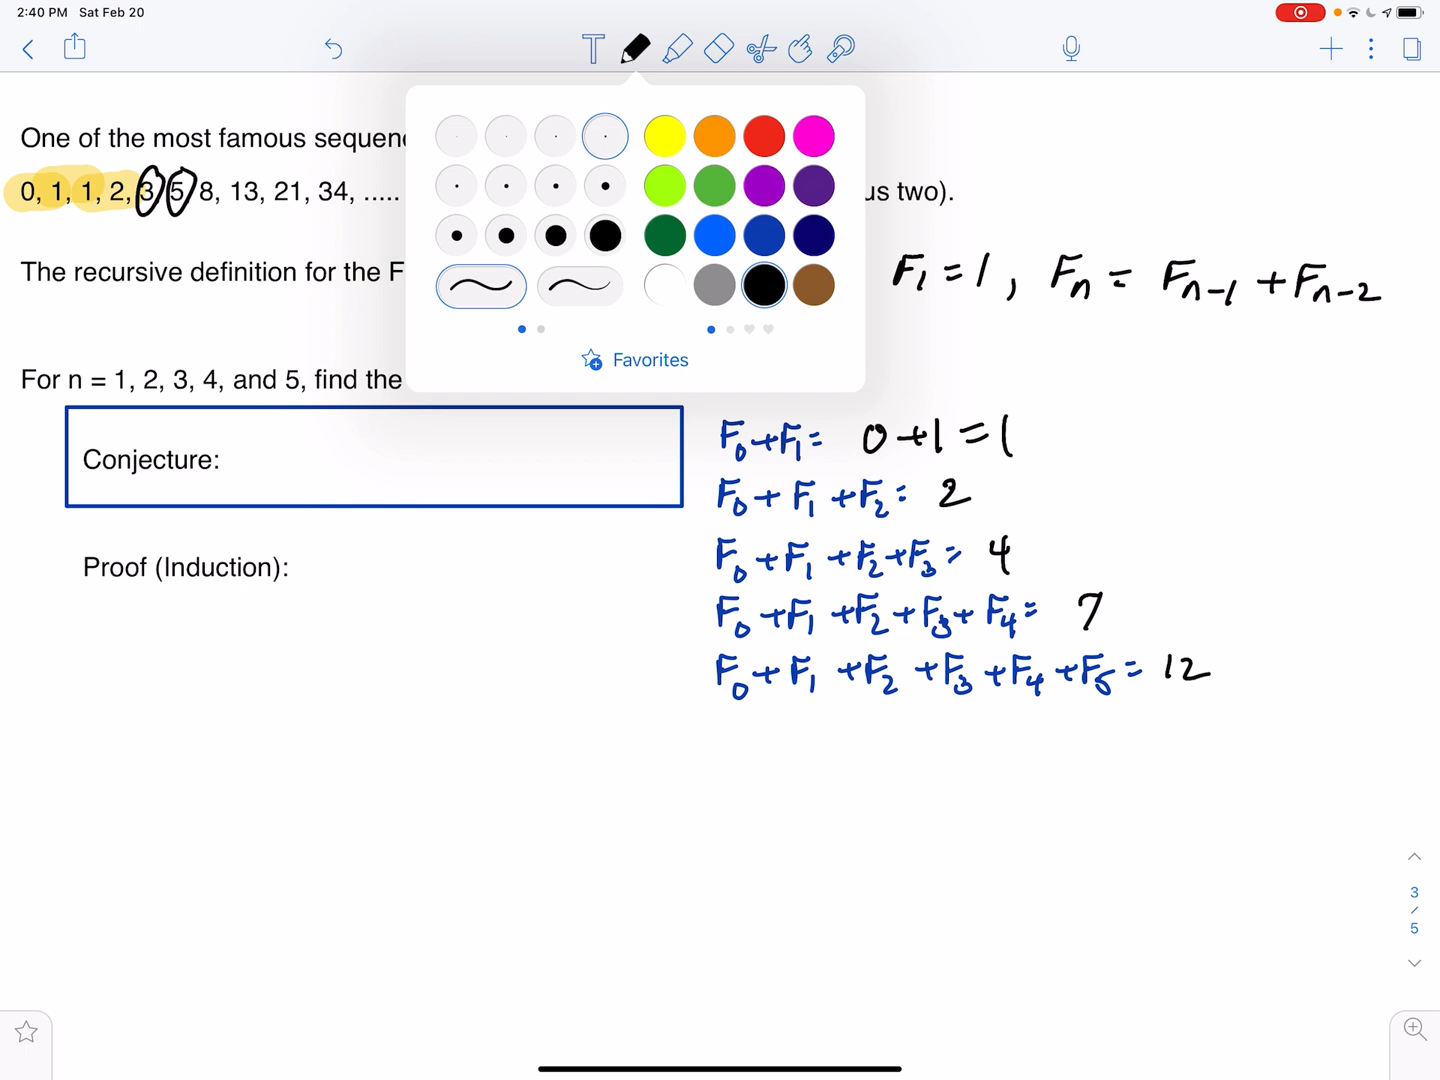 2:40 PM Sat Feb 20
T
One of the most famous sequen
0, 1, 1, 2, 3, 5, 8, 13, 21, 34, ..... us two).
The recursive definition for the F F₁ = 1, Fₙ = Fₙ₋₁ + Fₙ₋₂
Favorites
For n = 1, 2, 3, 4, and 5, find the
F₀ + F₁ = 0 + 1 = 1
Conjecture:
F₀ + F₁ + F₂ = 2
F₀ + F₁ + F₂ + F₃ = 4
Proof (Induction):
F₀ + F₁ + F₂ + F₃ + F₄ = 7
F₀ + F₁ + F₂ + F₃ + F₄ + F₅ = 12
3
/
5